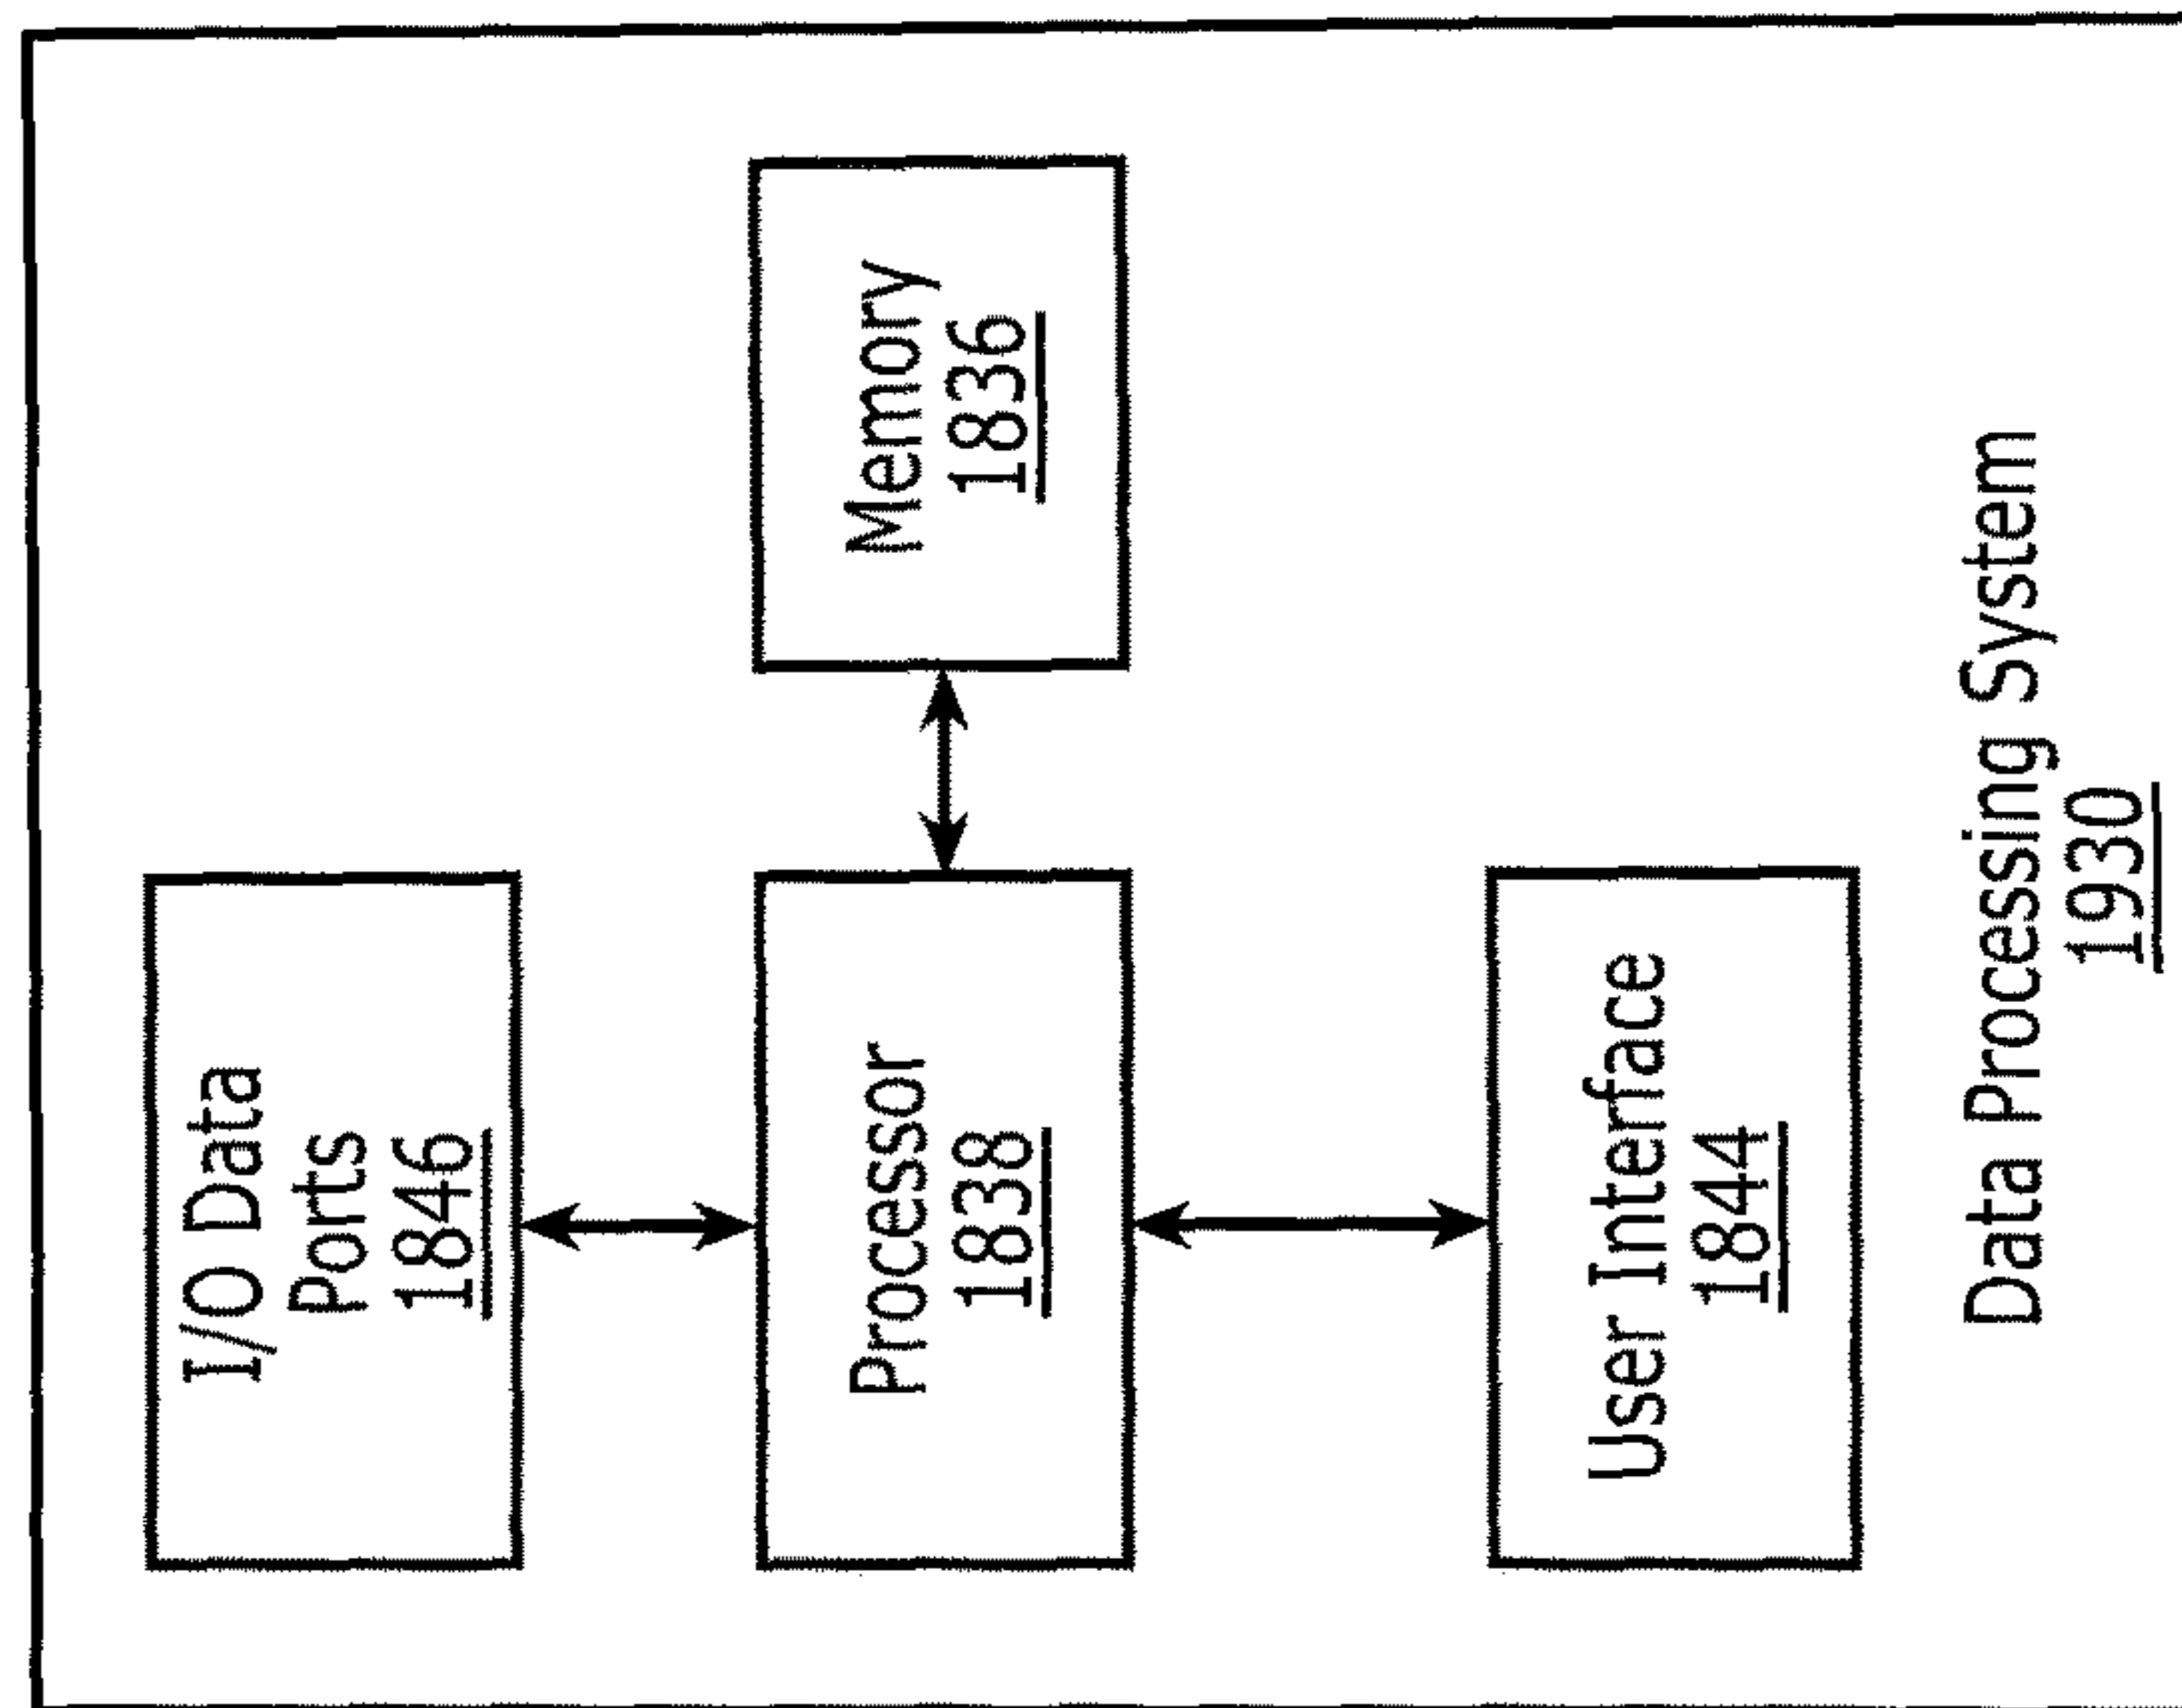 I/O Data
Ports
1846
Processor
1838
Memory
1836
User Interface
1844
Data Processing System
1930